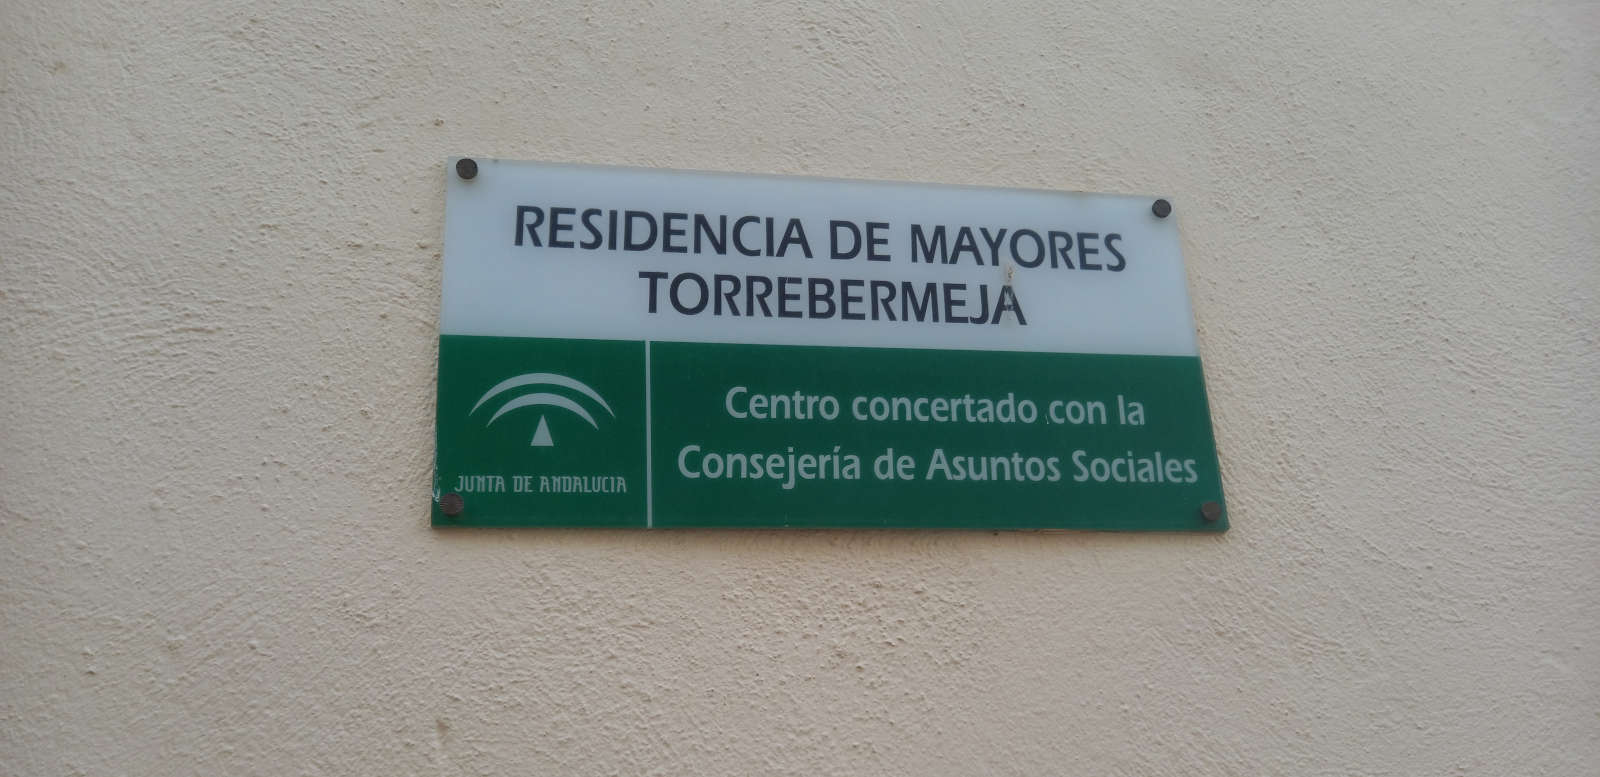 RESIDENCIA DE MAYORES
TORREBERMEJA
Centro concertado con la
Consejería de Asuntos Sociales
JUNTA DE ANDALUCIA